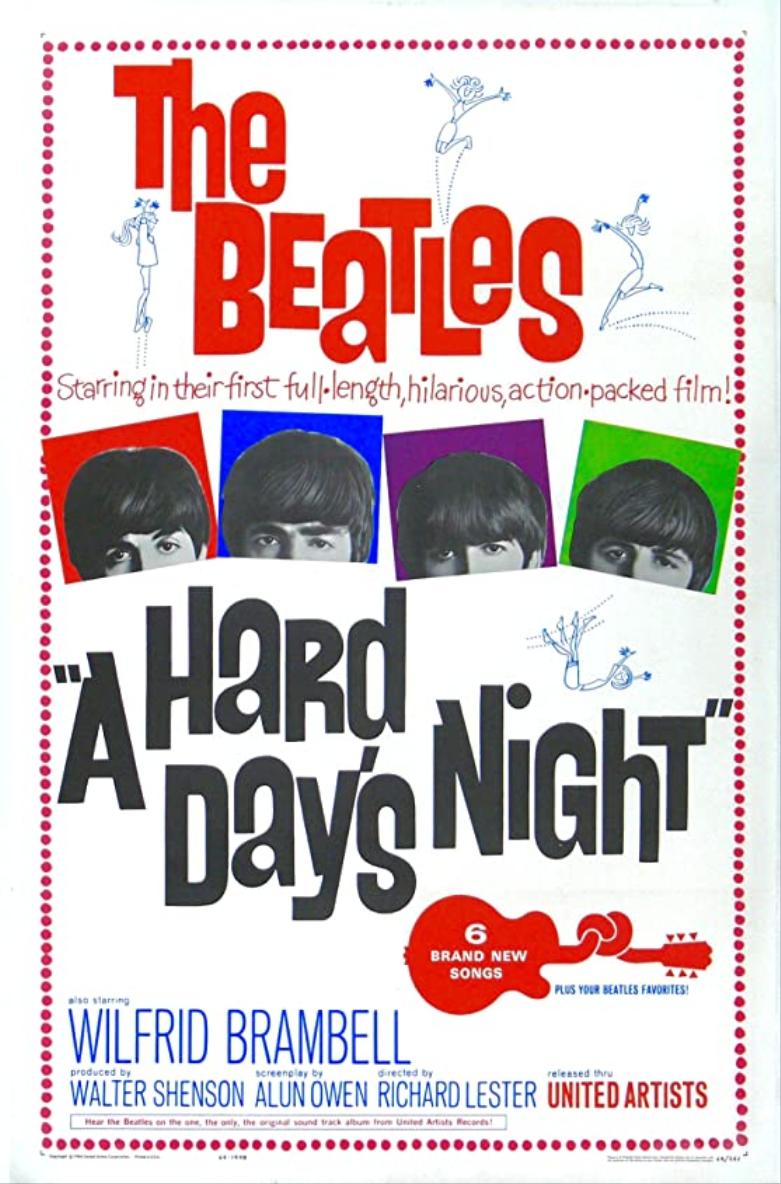 The
BEaTLes
Starring in their first full-length, hilarious, action-packed film!
"A HaRd
Day's NigHT"
6
BRAND NEW
SONGS
PLUS YOUR BEATLES FAVORITES!
also starring
WILFRID BRAMBELL
produced by screenplay by directed by released thru
WALTER SHENSON ALUN OWEN RICHARD LESTER UNITED ARTISTS
Hear the Beatles on the one, the only, the original sound track album from United Artists Records!